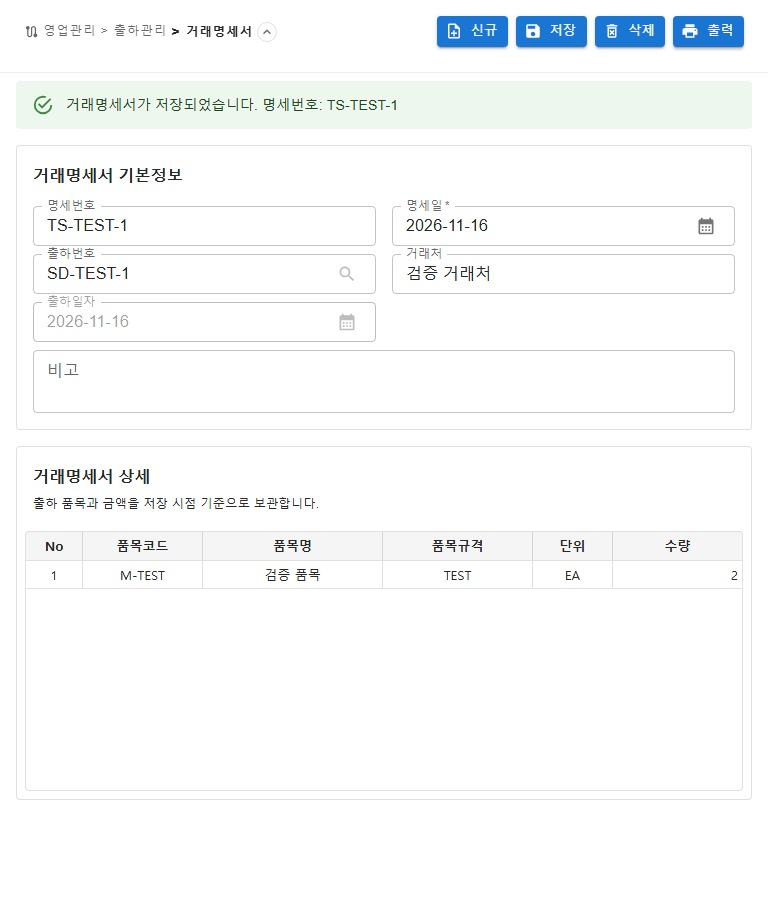 영업관리 > 출하관리 > 거래명세서
신규 저장 삭제 출력
거래명세서가 저장되었습니다. 명세번호: TS-TEST-1
거래명세서 기본정보
명세번호
TS-TEST-1
명세일 *
2026-11-16
출하번호
SD-TEST-1
거래처
검증 거래처
출하일자
2026-11-16
비고
거래명세서 상세
출하 품목과 금액을 저장 시점 기준으로 보관합니다.
No 품목코드 품목명 품목규격 단위 수량
1 M-TEST 검증 품목 TEST EA 2